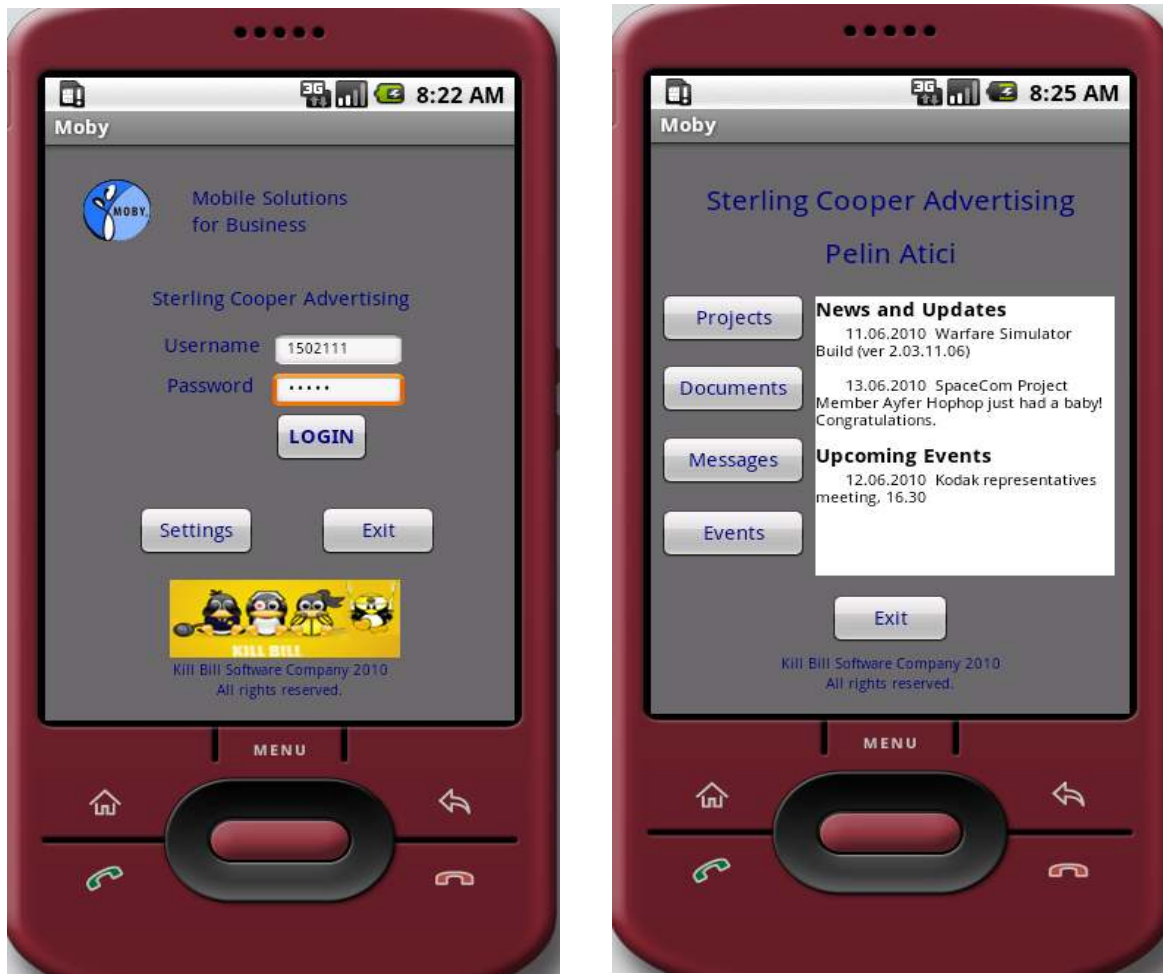 3G 8:22 AM
Moby
MOBY
Mobile Solutions
for Business
Sterling Cooper Advertising
Username 1502111
Password •••••
LOGIN
Settings Exit
KILL BILL
Kill Bill Software Company 2010
All rights reserved.
MENU
3G 8:25 AM
Moby
Sterling Cooper Advertising
Pelin Atici
Projects
Documents
Messages
Events
News and Updates
11.06.2010 Warfare Simulator
Build (ver 2.03.11.06)
13.06.2010 SpaceCom Project
Member Ayfer Hophop just had a baby!
Congratulations.
Upcoming Events
12.06.2010 Kodak representatives
meeting, 16.30
Exit
Kill Bill Software Company 2010
All rights reserved.
MENU